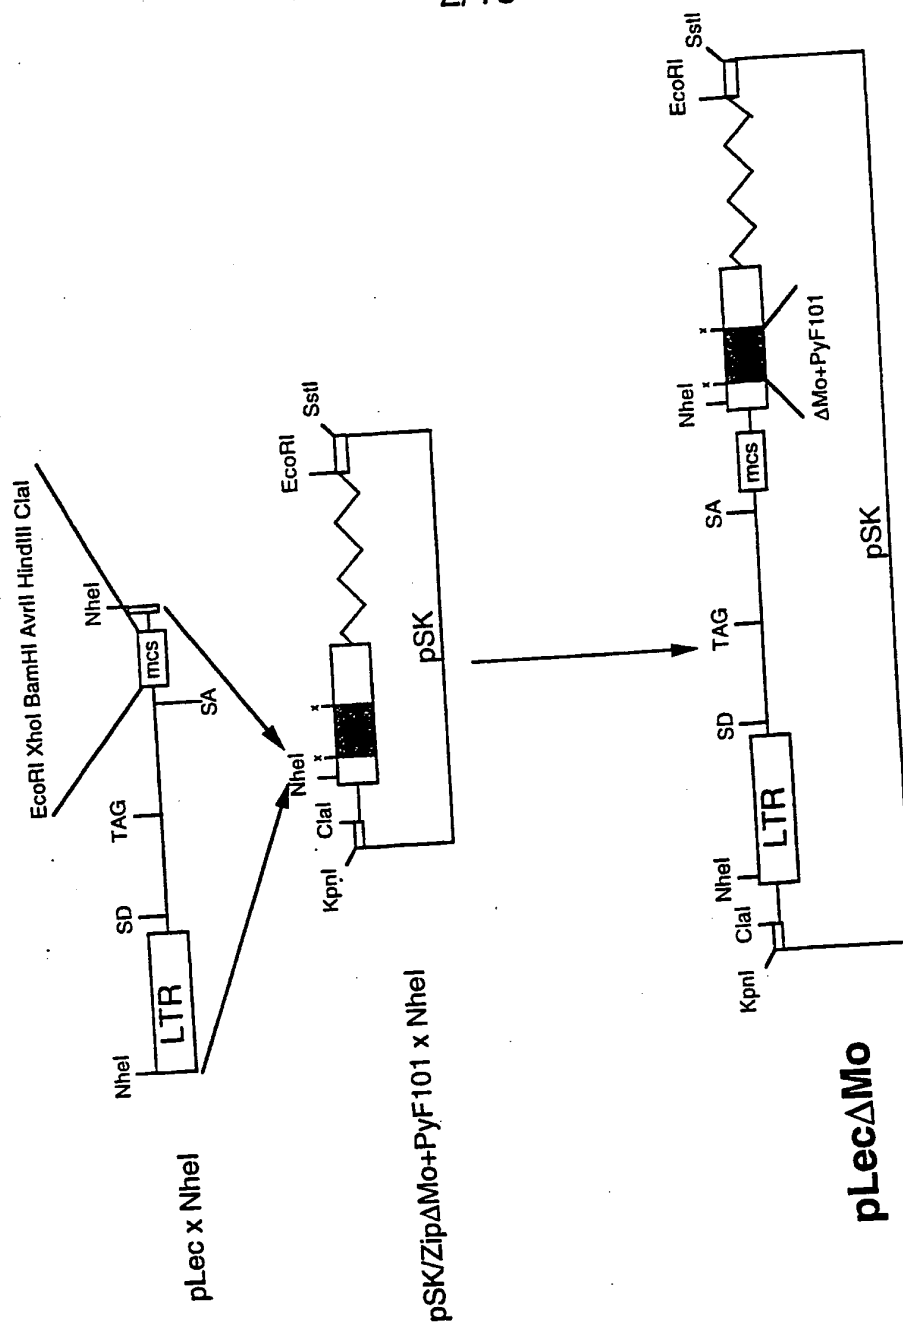 EcoRI XhoI BamHI AvrII HindIII ClaI
NheI
SD
TAG
NheI
LTR
SA
mcs
pLec x NheI
EcoRI
SstI
NheI
x
x
ClaI
KpnI
pSK
pSK/ZipΔMo+PyF101 x NheI
EcoRI
SstI
NheI
x
x
SA
mcs
ΔMo+PyF101
TAG
SD
NheI
LTR
ClaI
KpnI
pSK
pLecΔMo